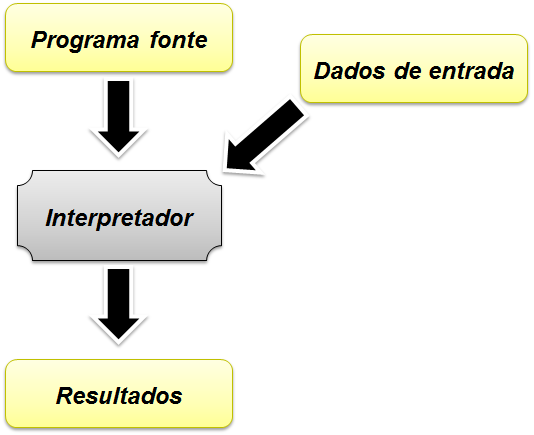 Programa fonte
Dados de entrada
Interpretador
Resultados